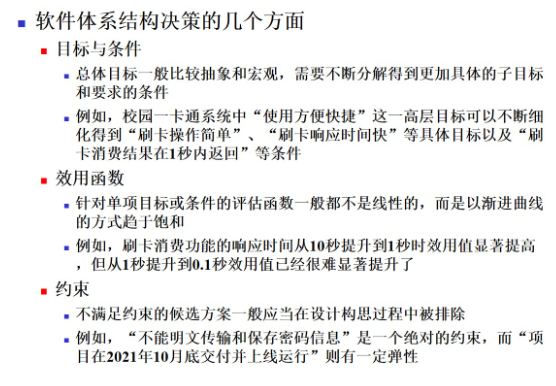 软件体系结构决策的几个方面
目标与条件
总体目标一般比较抽象和宏观，需要不断分解得到更加具体的子目标
和要求的条件
例如，校园一卡通系统中“使用方便快捷”这一高层目标可以不断细
化得到“刷卡操作简单”、“刷卡响应时间快”等具体目标以及“刷
卡消费结果在1秒内返回”等条件
效用函数
针对单项目标或条件的评估函数一般都不是线性的，而是以渐进曲线
的方式趋于饱和
例如，刷卡消费功能的响应时间从10秒提升到1秒时效用值显著提高
，但从1秒提升到0.1秒效用值已经很难显著提升了
约束
不满足约束的候选方案一般应当在设计构思过程中被排除
例如，“不能明文传输和保存密码信息”是一个绝对的约束，而“项
目在2021年10月底交付并上线运行”则有一定弹性